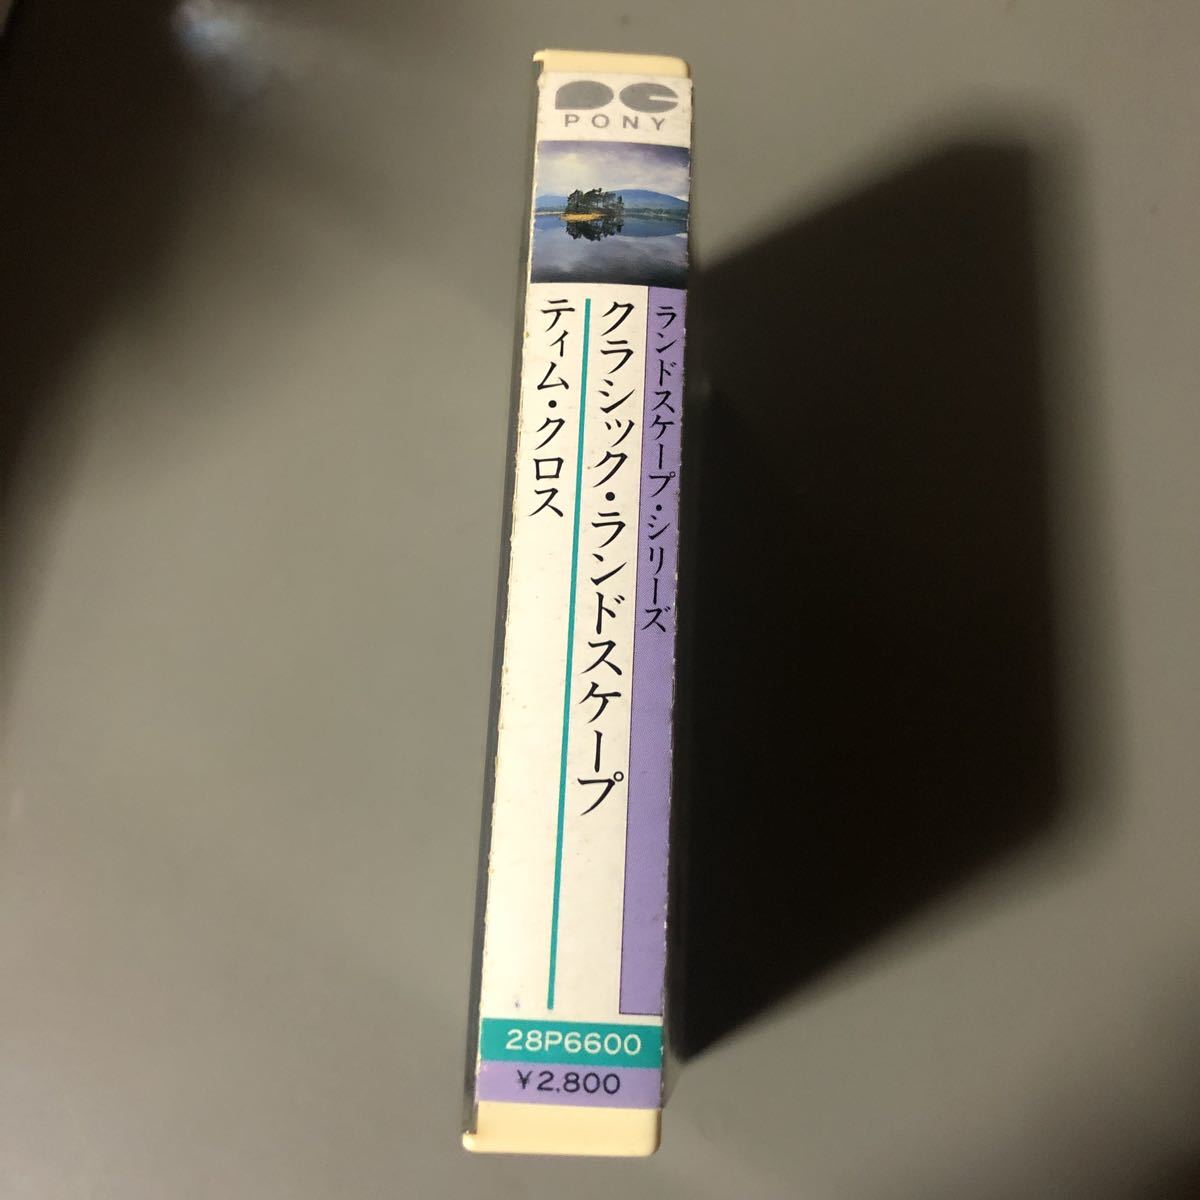 PC
PONY
ランドスケープ・シリーズ
クラシック・ランドスケープ
ティム・クロス
28P6600
¥2,800